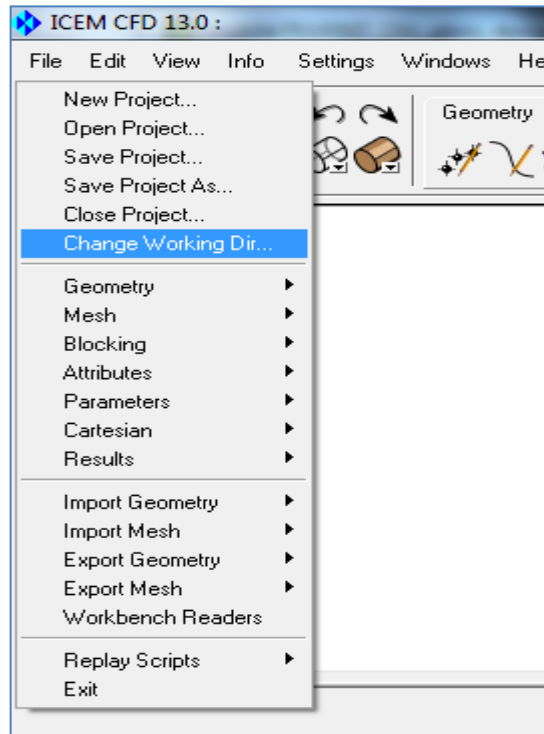 ICEM CFD 13.0 :
File Edit View Info Settings Windows He
Geometry
New Project...
Open Project...
Save Project...
Save Project As...
Close Project...
Change Working Dir...
Geometry
Mesh
Blocking
Attributes
Parameters
Cartesian
Results
Import Geometry
Import Mesh
Export Geometry
Export Mesh
Workbench Readers
Replay Scripts
Exit